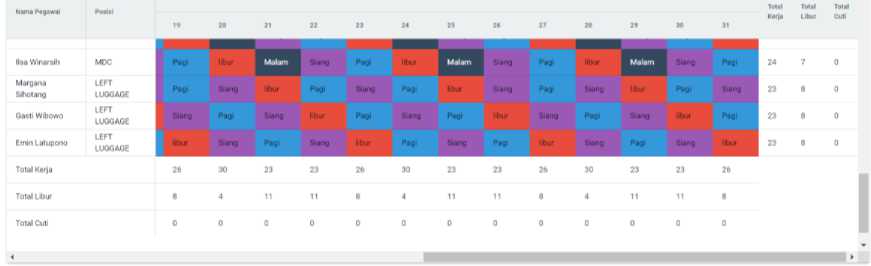 Nama Pegawai Posisi 19 20 21 22 23 24 25 26 27 28 29 30 31 Total Kerja Total Libur Total Cuti
Ilsa Winarsih MDC Pagi libur Malam Siang Pagi libur Malam Siang Pagi libur Malam Siang Pagi 24 7 0
Margana Sihotang LEFT LUGGAGE Pagi Siang libur Pagi Siang Pagi libur Siang Pagi Siang libur Pagi Siang 23 8 0
Gasti Wibowo LEFT LUGGAGE Siang Pagi Siang libur Pagi Siang Pagi libur Siang Pagi Siang libur Pagi 23 8 0
Emin Latupono LEFT LUGGAGE libur Siang Pagi Siang libur Pagi Siang Pagi libur Siang Pagi Siang libur 23 8 0
Total Kerja 26 30 23 23 26 30 23 23 26 30 23 23 26
Total Libur 8 4 11 11 8 4 11 11 8 4 11 11 8
Total Cuti 0 0 0 0 0 0 0 0 0 0 0 0 0